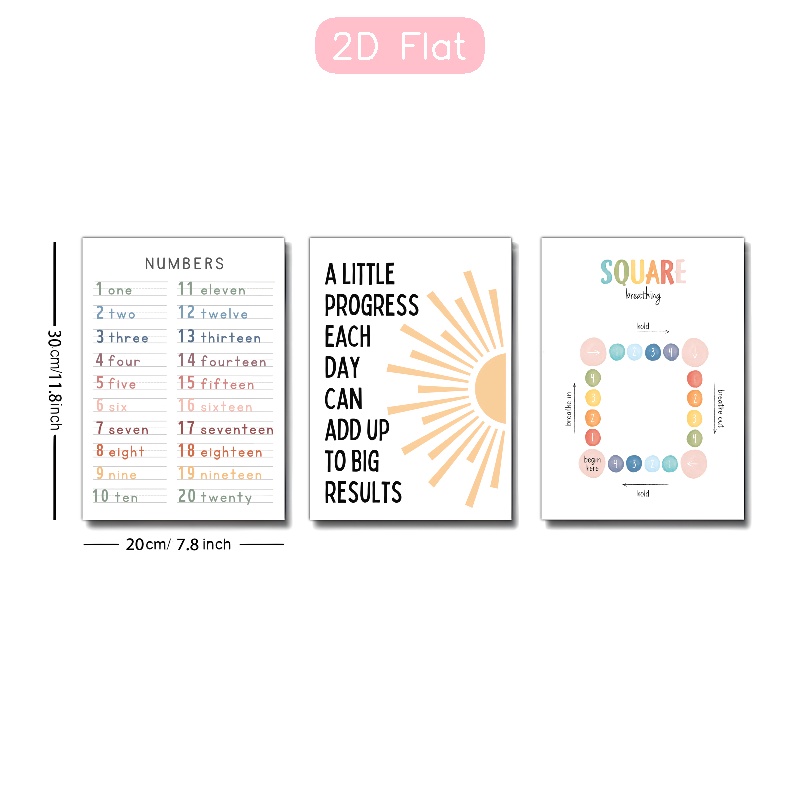 2D Flat
NUMBERS
1 one
2 two
3 three
4 four
5 five
6 six
7 seven
8 eight
9 nine
10 ten
11 eleven
12 twelve
13 thirteen
14 fourteen
15 fifteen
16 sixteen
17 seventeen
18 eighteen
19 nineteen
20 twenty
30cm/11.8inch
20cm/ 7.8 inch
A LITTLE
PROGRESS
EACH
DAY
CAN
ADD UP
TO BIG
RESULTS
SQUARE
breathing
hold
1 2 3 4
breathe in
4
3
2
1
begin
here
1
2
3
4
breathe out
4 3 2 1
hold